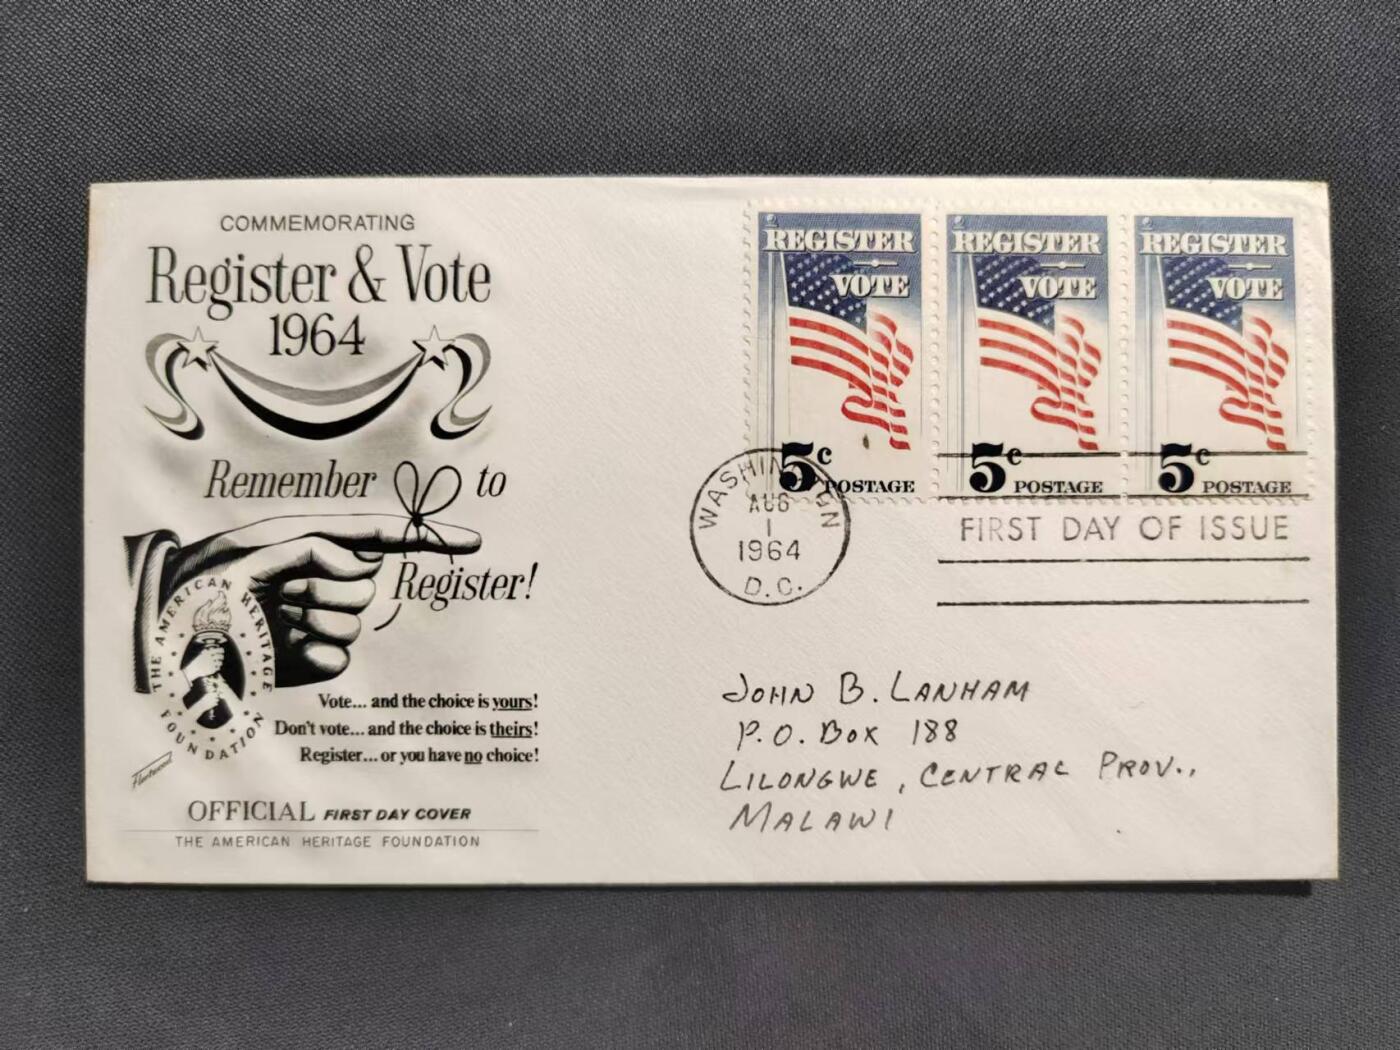 COMMEMORATING
Register & Vote
1964
Remember to
Register!
THE AMERICAN HERITAGE FOUNDATION
Vote... and the choice is yours!
Don't vote... and the choice is theirs!
Register... or you have no choice!
Fleetwood
OFFICIAL FIRST DAY COVER
THE AMERICAN HERITAGE FOUNDATION
REGISTER
VOTE
5c POSTAGE
REGISTER
VOTE
5c POSTAGE
REGISTER
VOTE
5c POSTAGE
WASHINGTON
AUG
1
1964
D.C.
FIRST DAY OF ISSUE
JOHN B. LANHAM
P.O. BOX 188
LILONGWE, CENTRAL PROV.,
MALAWI